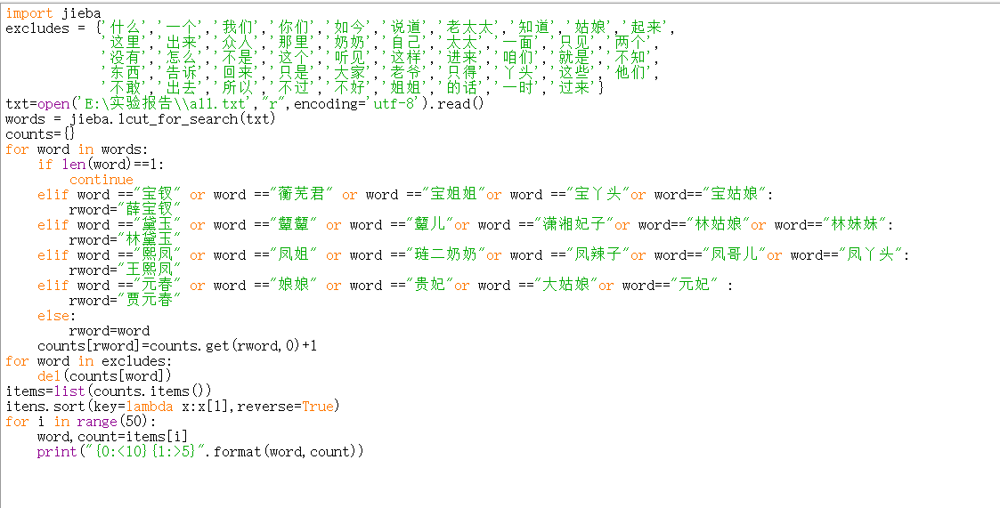 import jieba
excludes = {'什么','一个','我们','你们','如今','说道','老太太','知道','姑娘','起来',
            '这里','出来','众人','那里','奶奶','自己','太太','一面','只见','两个',
            '没有','怎么','不是','这个','听见','这样','进来','咱们','就是','不知',
            '东西','告诉','回来','只是','大家','老爷','只得','丫头','这些','他们',
            '不敢','出去','所以','不过','不好','姐姐','的话','一时','过来'}
txt=open('E:\实验报告\\all.txt',"r",encoding='utf-8').read()
words = jieba.lcut_for_search(txt)
counts={}
for word in words:
    if len(word)==1:
        continue
    elif word =="宝钗" or word =="蘅芜君" or word =="宝姐姐"or word =="宝丫头"or word=="宝姑娘":
        rword="薛宝钗"
    elif word =="黛玉" or word =="颦颦" or word =="颦儿"or word =="潇湘妃子"or word=="林姑娘"or word=="林妹妹":
        rword="林黛玉"
    elif word =="熙凤" or word =="凤姐" or word =="琏二奶奶"or word =="凤辣子"or word=="凤哥儿"or word=="凤丫头":
        rword="王熙凤"
    elif word =="元春" or word =="娘娘" or word =="贵妃"or word =="大姑娘"or word=="元妃" :
        rword="贾元春"
    else:
        rword=word
    counts[rword]=counts.get(rword,0)+1
for word in excludes:
    del(counts[word])
items=list(counts.items())
itens.sort(key=lambda x:x[1],reverse=True)
for i in range(50):
    word,count=items[i]
    print("{0:<10}{1:>5}".format(word,count))